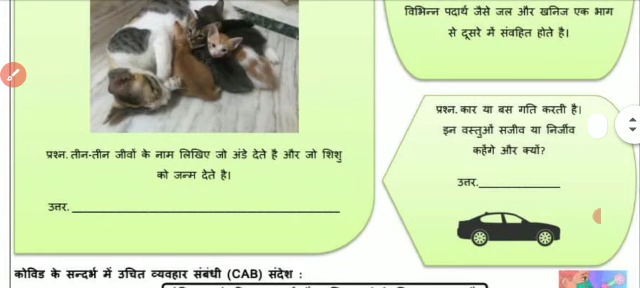 विभिन्न पदार्थ जैसे जल और खनिज एक भाग
से दूसरे में संवहित होते है।
प्रश्न. कार या बस गति करती है।
इन वस्तुओं सजीव या निर्जीव
कहेंगे और क्यों?
उत्तर.
प्रश्न. तीन-तीन जीवों के नाम लिखिए जो अंडे देते है और जो शिशु
को जन्म देते है।
उत्तर.
कोविड के सन्दर्भ में उचित व्यवहार संबंधी (CAB) संदेश :